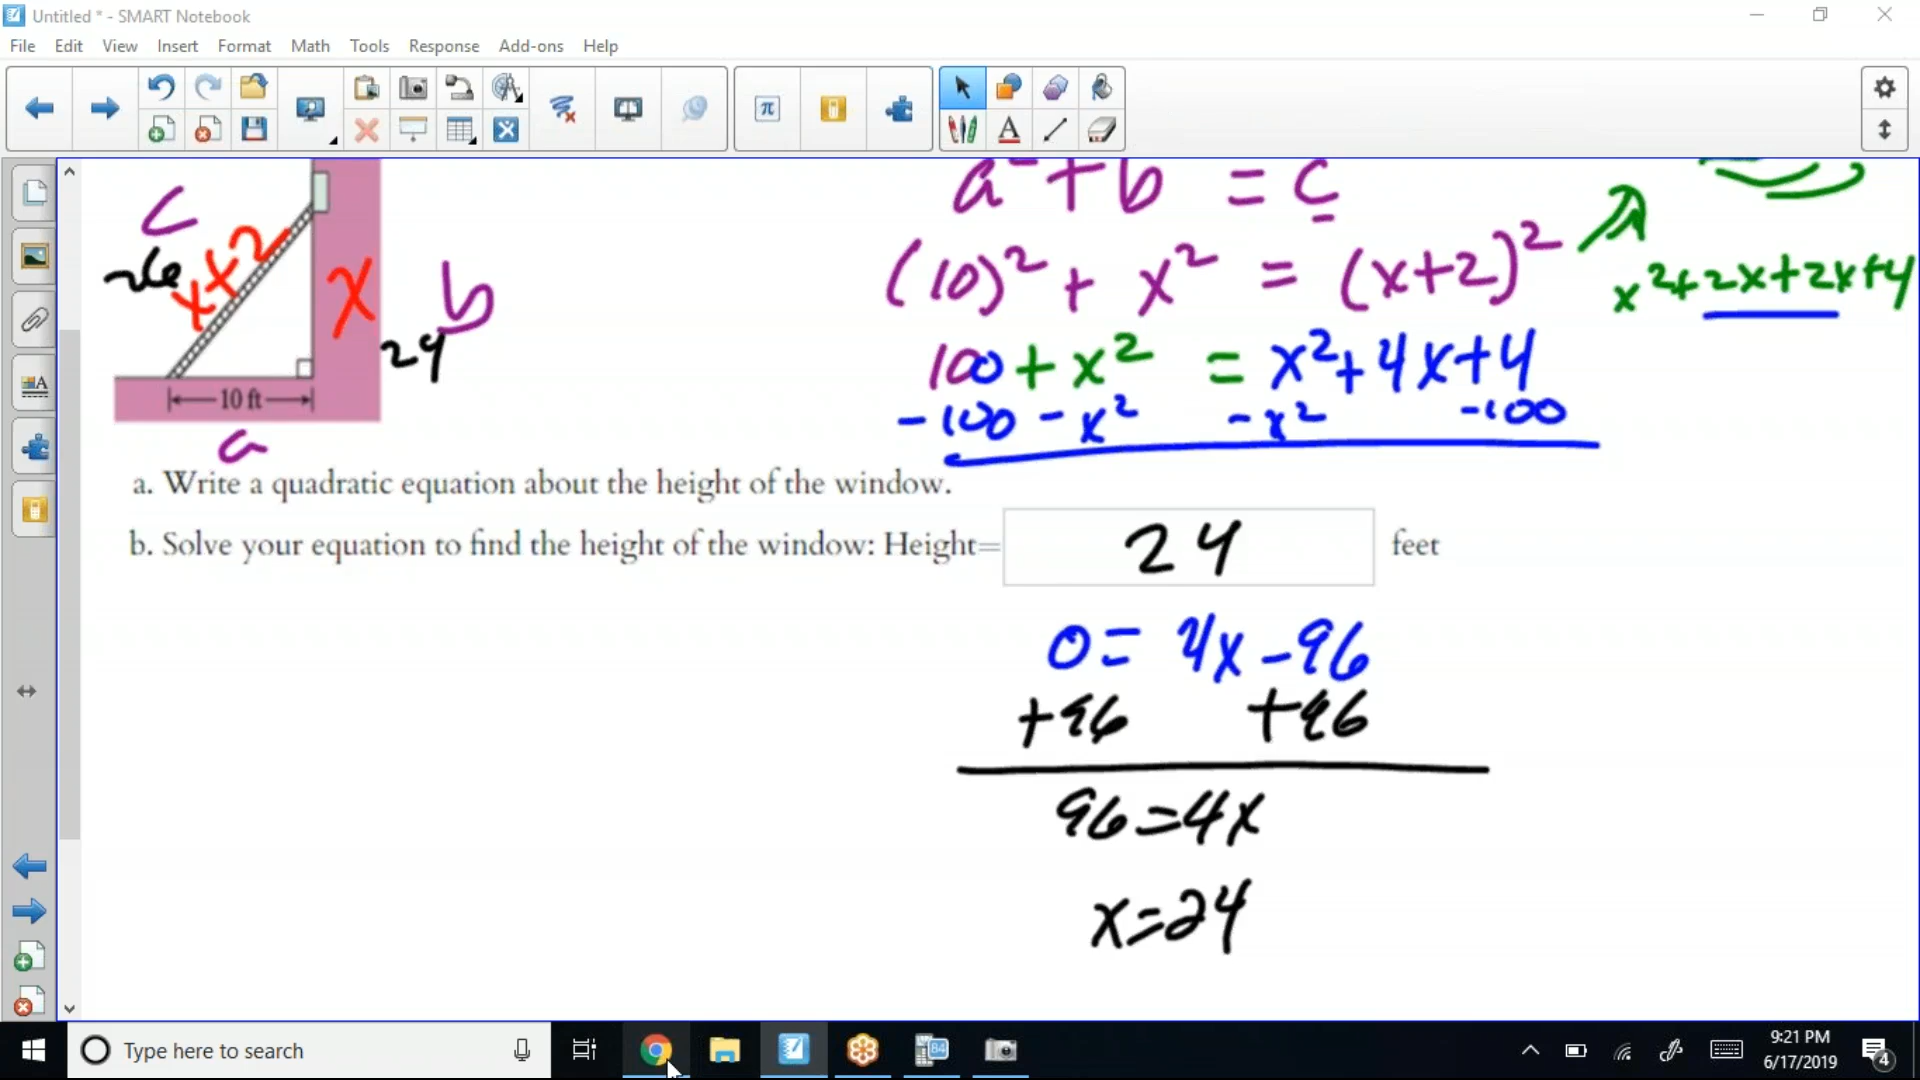 Untitled * - SMART Notebook
File Edit View Insert Format Math Tools Response Add-ons Help
π
A
a + b = c
c
26
x+2
x
b
24
10 ft
a
(10)² + x² = (x+2)²
x²+2x+2x+4
100 + x² = x²+4x+4
-100 - x² - x² -100
a. Write a quadratic equation about the height of the window.
b. Solve your equation to find the height of the window: Height= 24 feet
0 = 4x - 96
+96 +96
96 = 4x
x = 24
Type here to search
84
9:21 PM
6/17/2019
4